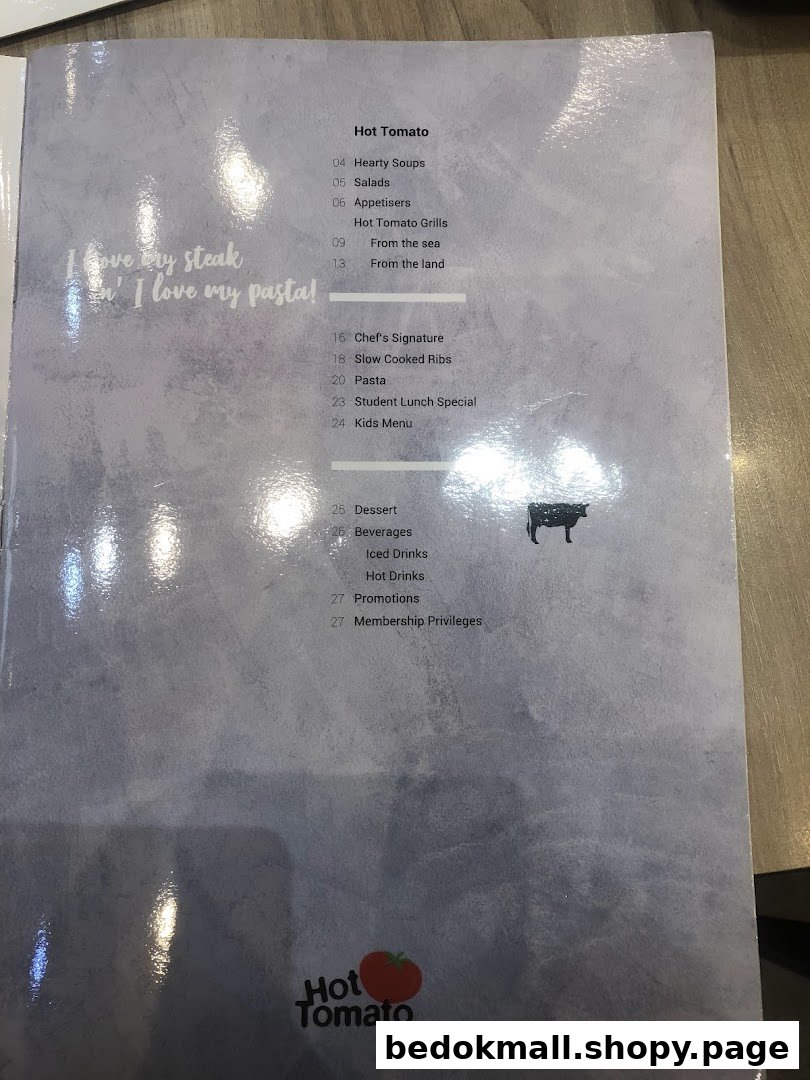 Hot Tomato
04 Hearty Soups
05 Salads
06 Appetisers
Hot Tomato Grills
09 From the sea
13 From the land
I love my steak
n' I love my pasta!
16 Chef's Signature
18 Slow Cooked Ribs
20 Pasta
23 Student Lunch Special
24 Kids Menu
25 Dessert
26 Beverages
Iced Drinks
Hot Drinks
27 Promotions
27 Membership Privileges
Hot
Tomato
bedokmall.shopy.page